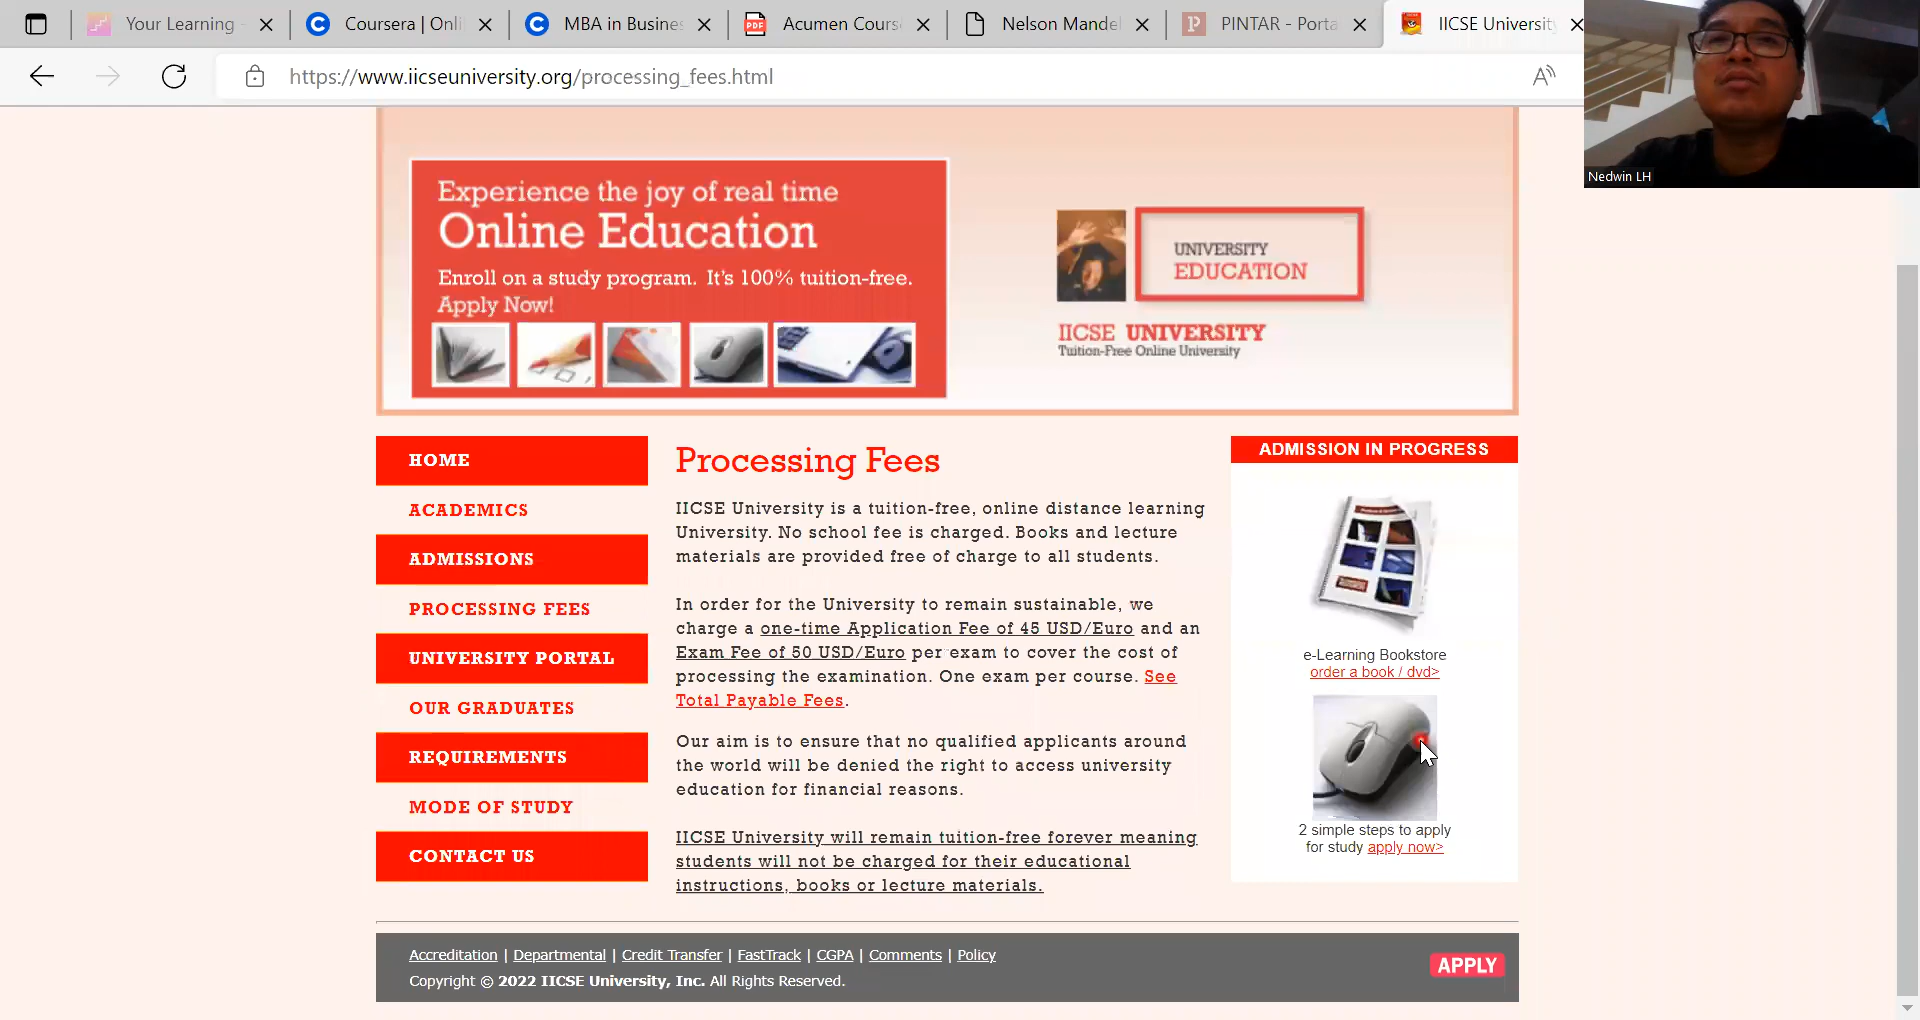 Your Learning -
Coursera | Onli
MBA in Busines
Acumen Cours
Nelson Mandel
PINTAR - Porta
IICSE University
https://www.iicseuniversity.org/processing_fees.html
Nedwin LH
Experience the joy of real time
Online Education
Enroll on a study program. It's 100% tuition-free.
Apply Now!
UNIVERSITY
EDUCATION
IICSE UNIVERSITY
Tuition-Free Online University
HOME
ACADEMICS
ADMISSIONS
PROCESSING FEES
UNIVERSITY PORTAL
OUR GRADUATES
REQUIREMENTS
MODE OF STUDY
CONTACT US
Processing Fees
IICSE University is a tuition-free, online distance learning
University. No school fee is charged. Books and lecture
materials are provided free of charge to all students.
In order for the University to remain sustainable, we
charge a one-time Application Fee of 45 USD/Euro and an
Exam Fee of 50 USD/Euro per exam to cover the cost of
processing the examination. One exam per course. See
Total Payable Fees.
Our aim is to ensure that no qualified applicants around
the world will be denied the right to access university
education for financial reasons.
IICSE University will remain tuition-free forever meaning
students will not be charged for their educational
instructions, books or lecture materials.
ADMISSION IN PROGRESS
e-Learning Bookstore
order a book / dvd>
2 simple steps to apply
for study apply now>
Accreditation | Departmental | Credit Transfer | FastTrack | CGPA | Comments | Policy
Copyright © 2022 IICSE University, Inc. All Rights Reserved.
APPLY